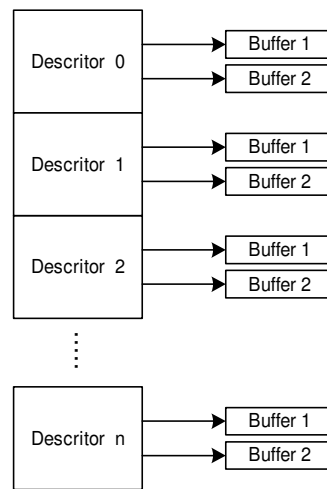 Descritor 0
Buffer 1
Buffer 2
Descritor 1
Buffer 1
Buffer 2
Descritor 2
Buffer 1
Buffer 2
Descritor n
Buffer 1
Buffer 2